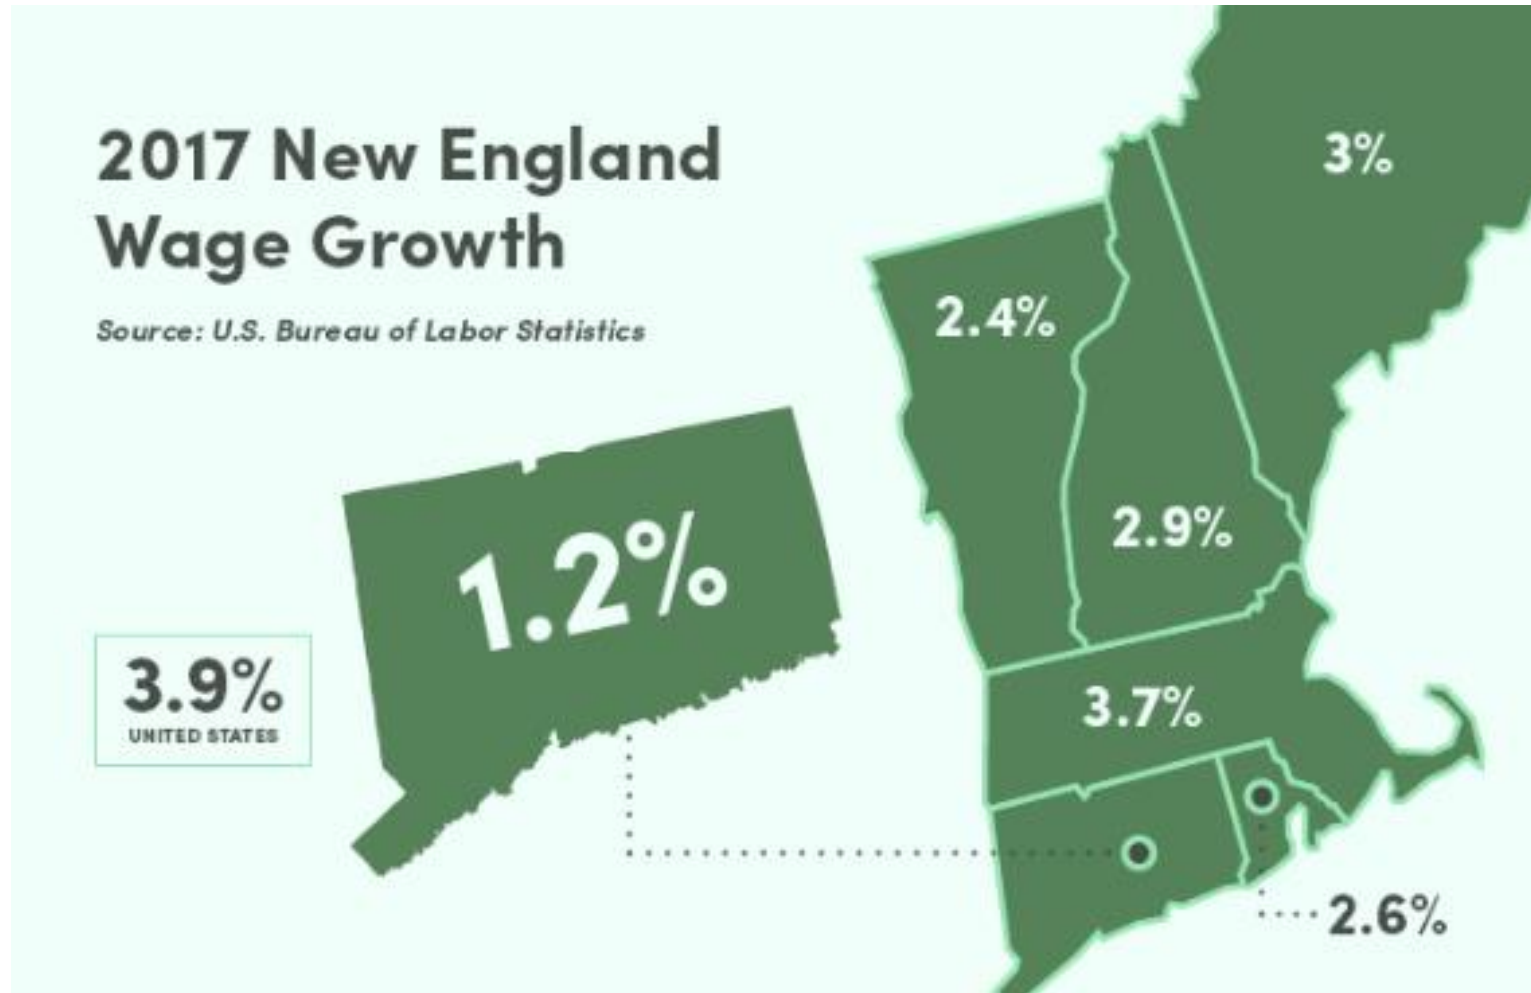 2017 New England
Wage Growth
Source: U.S. Bureau of Labor Statistics
3%
2.4%
2.9%
1.2%
3.9%
UNITED STATES
3.7%
2.6%